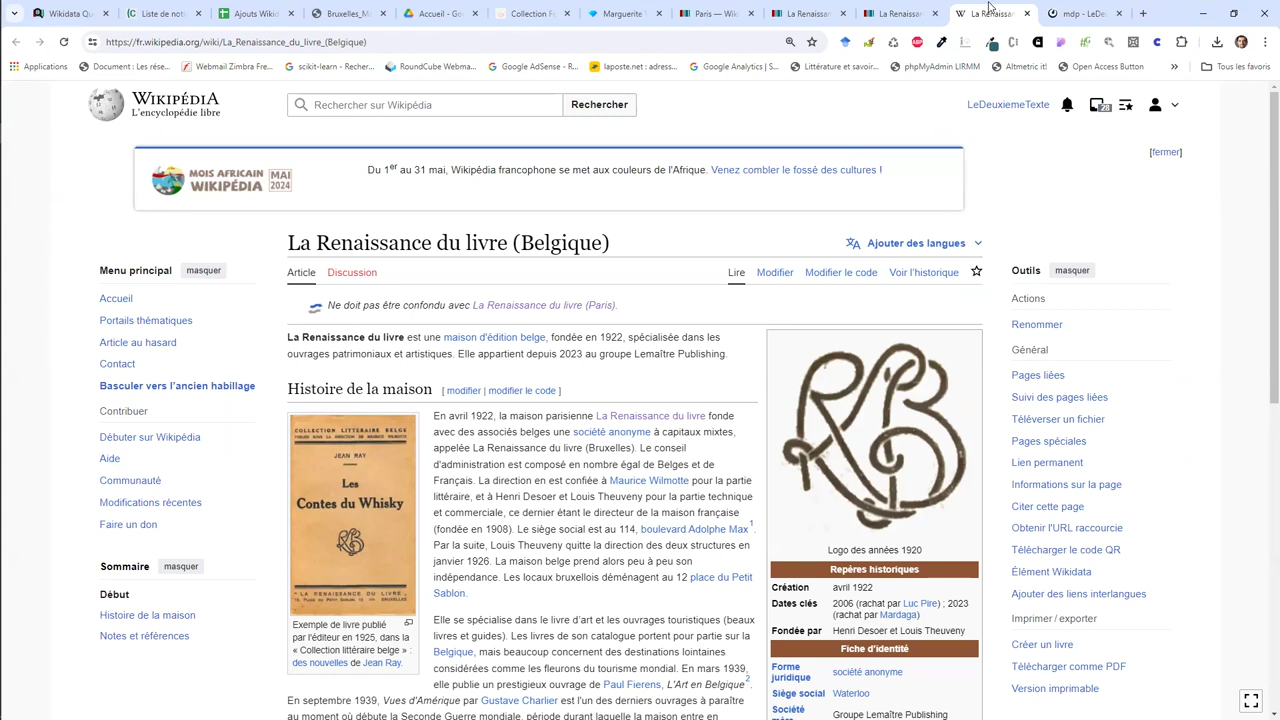 Wikidata Qu
Liste de noti
Ajouts Wikid
Bruxelles_M
Accueil - G
Collection F
Marguerite
Paris — Wiki
La Renaissan
La Renaissan
La Renaissan
mdp - LeDe
https://fr.wikipedia.org/wiki/La_Renaissance_du_livre_(Belgique)
Applications
Document : Les rése...
Webmail Zimbra Fre...
scikit-learn - Recher...
RoundCube Webma...
Google AdSense - R...
laposte.net : adress...
Google Analytics | S...
Littérature et savoir...
phpMyAdmin LIRMM
Altmetric it!
Open Access Button
Tous les favoris
WIKIPÉDIA
L'encyclopédie libre
Rechercher sur Wikipédia
Rechercher
LeDeuxiemeTexte
MOIS AFRICAIN
WIKIPÉDIA
MAI
2024
Du 1er au 31 mai, Wikipédia francophone se met aux couleurs de l'Afrique. Venez combler le fossé des cultures !
[fermer]
La Renaissance du livre (Belgique)
Ajouter des langues
Article Discussion
Lire Modifier Modifier le code Voir l'historique
Ne doit pas être confondu avec La Renaissance du livre (Paris).
Menu principal masquer
Accueil
Portails thématiques
Article au hasard
Contact
Basculer vers l'ancien habillage
Contribuer
Débuter sur Wikipédia
Aide
Communauté
Modifications récentes
Faire un don
Sommaire masquer
Début
Histoire de la maison
Notes et références
La Renaissance du livre est une maison d'édition belge, fondée en 1922, spécialisée dans les
ouvrages patrimoniaux et artistiques. Elle appartient depuis 2023 au groupe Lemaître Publishing.
Histoire de la maison [ modifier | modifier le code ]
COLLECTION LITTÉRAIRE BELGE
JEAN RAY
Les
Contes du Whisky
"LA RENAISSANCE DU LIVRE"
12, PLACE DU PETIT SABLON, BRUXELLES
Exemple de livre publié
par l'éditeur en 1925, dans la
« Collection littéraire belge » :
des nouvelles de Jean Ray.
En avril 1922, la maison parisienne La Renaissance du livre fonde
avec des associés belges une société anonyme à capitaux mixtes,
appelée La Renaissance du livre (Bruxelles). Le conseil
d'administration est composé en nombre égal de Belges et de
Français. La direction en est confiée à Maurice Wilmotte pour la partie
littéraire, et à Henri Desoer et Louis Theuveny pour la partie technique
et commerciale, ce dernier étant le directeur de la maison française
(fondée en 1908). Le siège social est au 114, boulevard Adolphe Max1.
Par la suite, Louis Theuveny quitte la direction des deux structures en
janvier 1926. La maison belge prend alors peu à peu son
indépendance. Les locaux bruxellois déménagent au 12 place du Petit
Sablon.
Elle se spécialise dans le livre d'art et les ouvrages touristiques (beaux
livres et guides). Les livres de son catalogue portent pour partie sur la
Belgique, mais beaucoup concernent des destinations lointaines
considérées comme les fleurons du tourisme mondial. En mars 1939,
elle publie un prestigieux ouvrage de Paul Fierens, L'Art en Belgique2.
En septembre 1939, Vues d'Amérique par Gustave Charlier est l'un des derniers ouvrages à paraître
au moment où débute la Seconde Guerre mondiale, période durant laquelle la maison entre en
Logo des années 1920
Repères historiques
Création avril 1922
Dates clés 2006 (rachat par Luc Pire) ; 2023
(rachat par Mardaga)
Fondée par Henri Desoer et Louis Theuveny
Fiche d'identité
Forme
juridique
société anonyme
Siège social Waterloo
Société
mère
Groupe Lemaître Publishing
Outils masquer
Actions
Renommer
Général
Pages liées
Suivi des pages liées
Téléverser un fichier
Pages spéciales
Lien permanent
Informations sur la page
Citer cette page
Obtenir l'URL raccourcie
Télécharger le code QR
Élément Wikidata
Ajouter des liens interlangues
Imprimer / exporter
Créer un livre
Télécharger comme PDF
Version imprimable